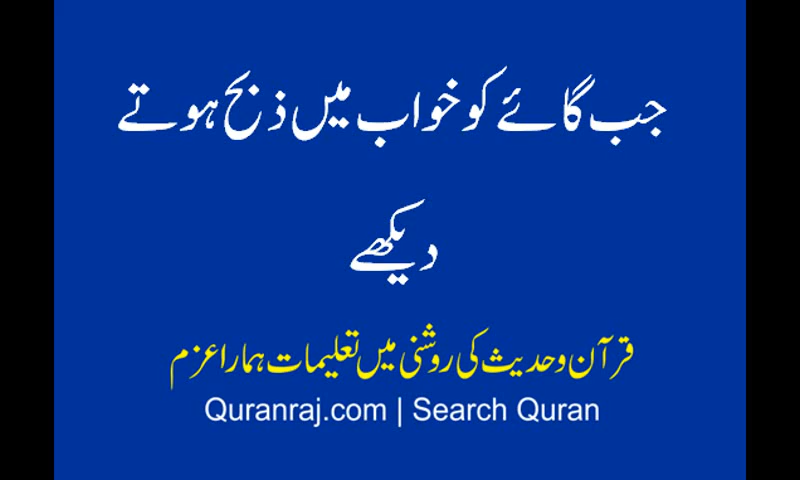 جب گائے کو خواب میں ذبح ہوتے
دیکھے
قرآن و حدیث کی روشنی میں تعلیمات ہمارا عزم
Quranraj.com | Search Quran